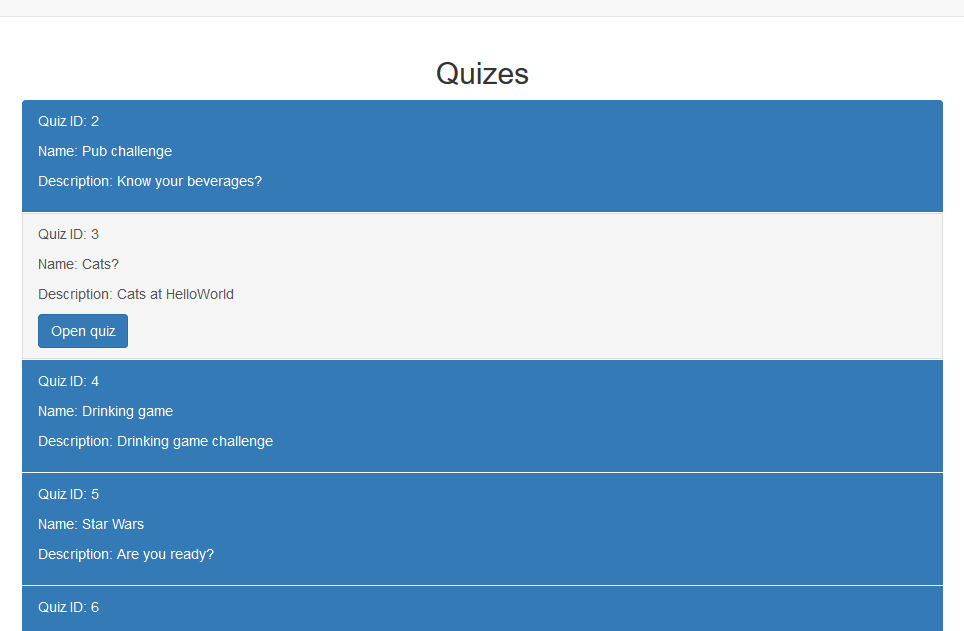 Quizes
Quiz ID: 2
Name: Pub challenge
Description: Know your beverages?
Quiz ID: 3
Name: Cats?
Description: Cats at HelloWorld
Open quiz
Quiz ID: 4
Name: Drinking game
Description: Drinking game challenge
Quiz ID: 5
Name: Star Wars
Description: Are you ready?
Quiz ID: 6